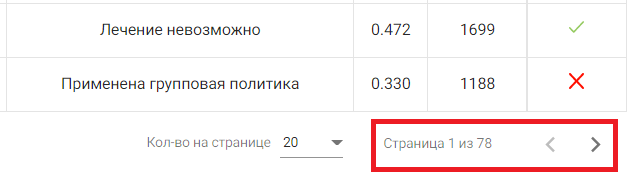 Лечение невозможно 0.472 1699
Применена групповая политика 0.330 1188
Кол-во на странице 20 Страница 1 из 78